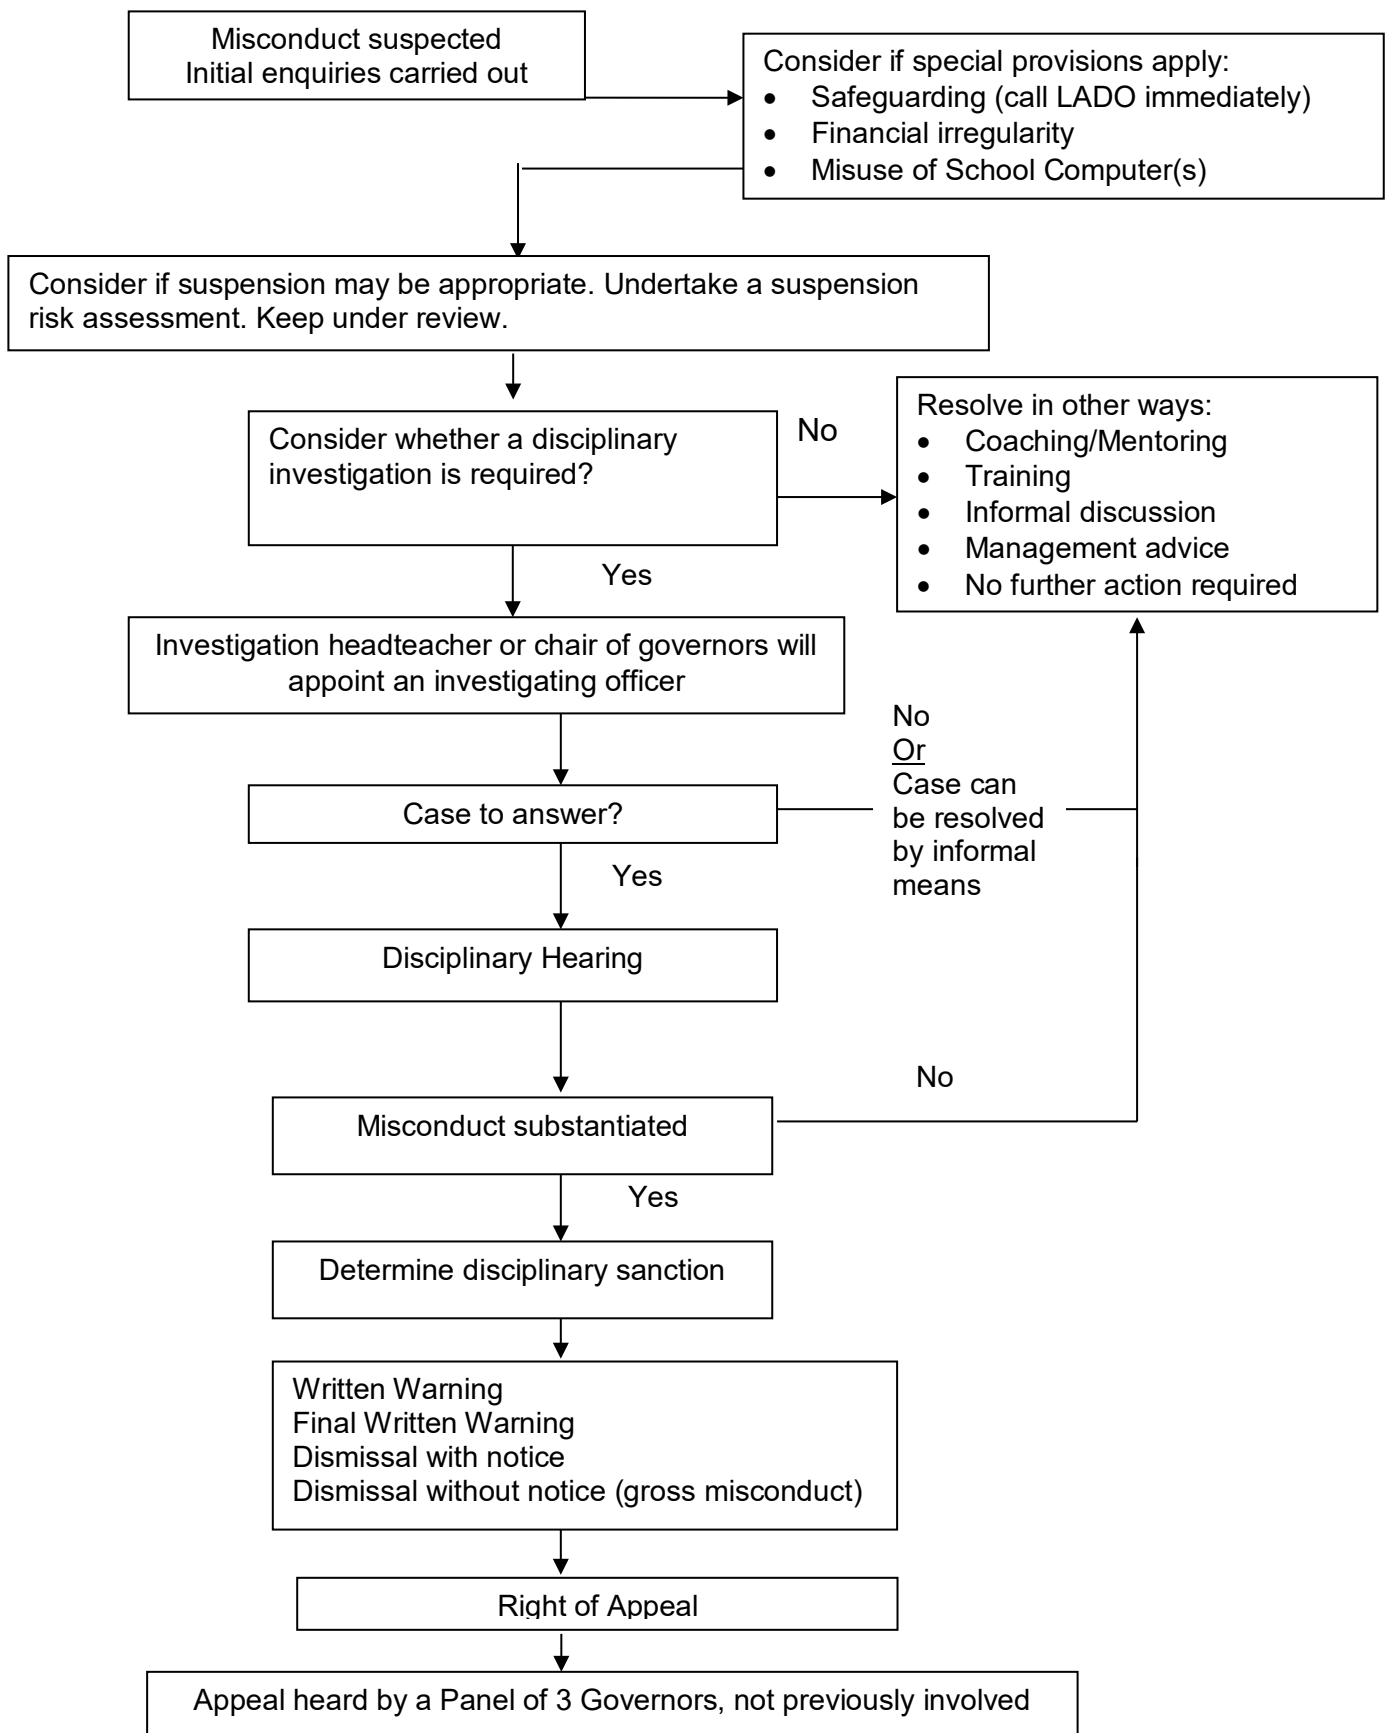 Misconduct suspected
Initial enquiries carried out
Consider if special provisions apply:
• Safeguarding (call LADO immediately)
• Financial irregularity
• Misuse of School Computer(s)
Consider if suspension may be appropriate. Undertake a suspension
risk assessment. Keep under review.
Consider whether a disciplinary
investigation is required?
No
Resolve in other ways:
• Coaching/Mentoring
• Training
• Informal discussion
• Management advice
• No further action required
Yes
Investigation headteacher or chair of governors will
appoint an investigating officer
No
Or
Case can
be resolved
by informal
means
Case to answer?
Yes
Disciplinary Hearing
No
Misconduct substantiated
Yes
Determine disciplinary sanction
Written Warning
Final Written Warning
Dismissal with notice
Dismissal without notice (gross misconduct)
Right of Appeal
Appeal heard by a Panel of 3 Governors, not previously involved